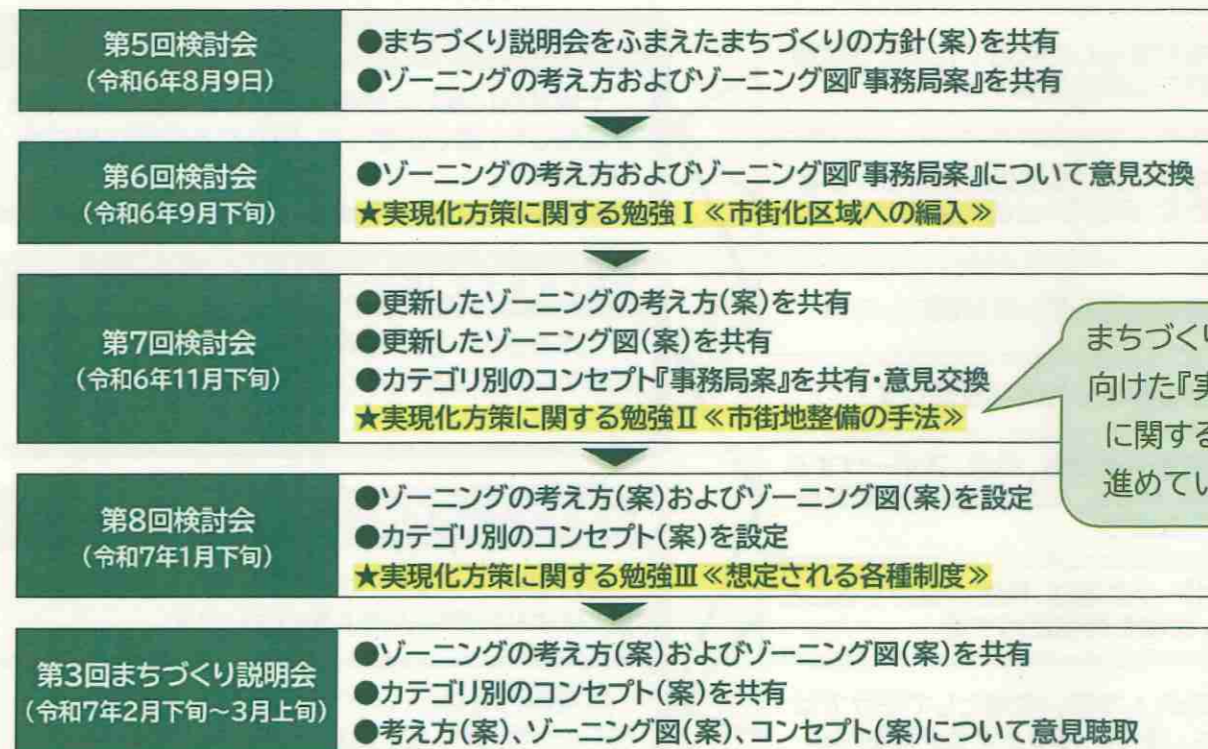 第5回検討会
(令和6年8月9日)
●まちづくり説明会をふまえたまちづくりの方針(案)を共有
●ゾーニングの考え方およびゾーニング図『事務局案』を共有
第6回検討会
(令和6年9月下旬)
●ゾーニングの考え方およびゾーニング図『事務局案』について意見交換
★実現化方策に関する勉強Ⅰ≪市街化区域への編入≫
第7回検討会
(令和6年11月下旬)
●更新したゾーニングの考え方(案)を共有
●更新したゾーニング図(案)を共有
●カテゴリ別のコンセプト『事務局案』を共有・意見交換
★実現化方策に関する勉強Ⅱ≪市街地整備の手法≫
まちづくり
向けた『実
に関する
進めてい
第8回検討会
(令和7年1月下旬)
●ゾーニングの考え方(案)およびゾーニング図(案)を設定
●カテゴリ別のコンセプト(案)を設定
★実現化方策に関する勉強Ⅲ≪想定される各種制度≫
第3回まちづくり説明会
(令和7年2月下旬~3月上旬)
●ゾーニングの考え方(案)およびゾーニング図(案)を共有
●カテゴリ別のコンセプト(案)を共有
●考え方(案)、ゾーニング図(案)、コンセプト(案)について意見聴取